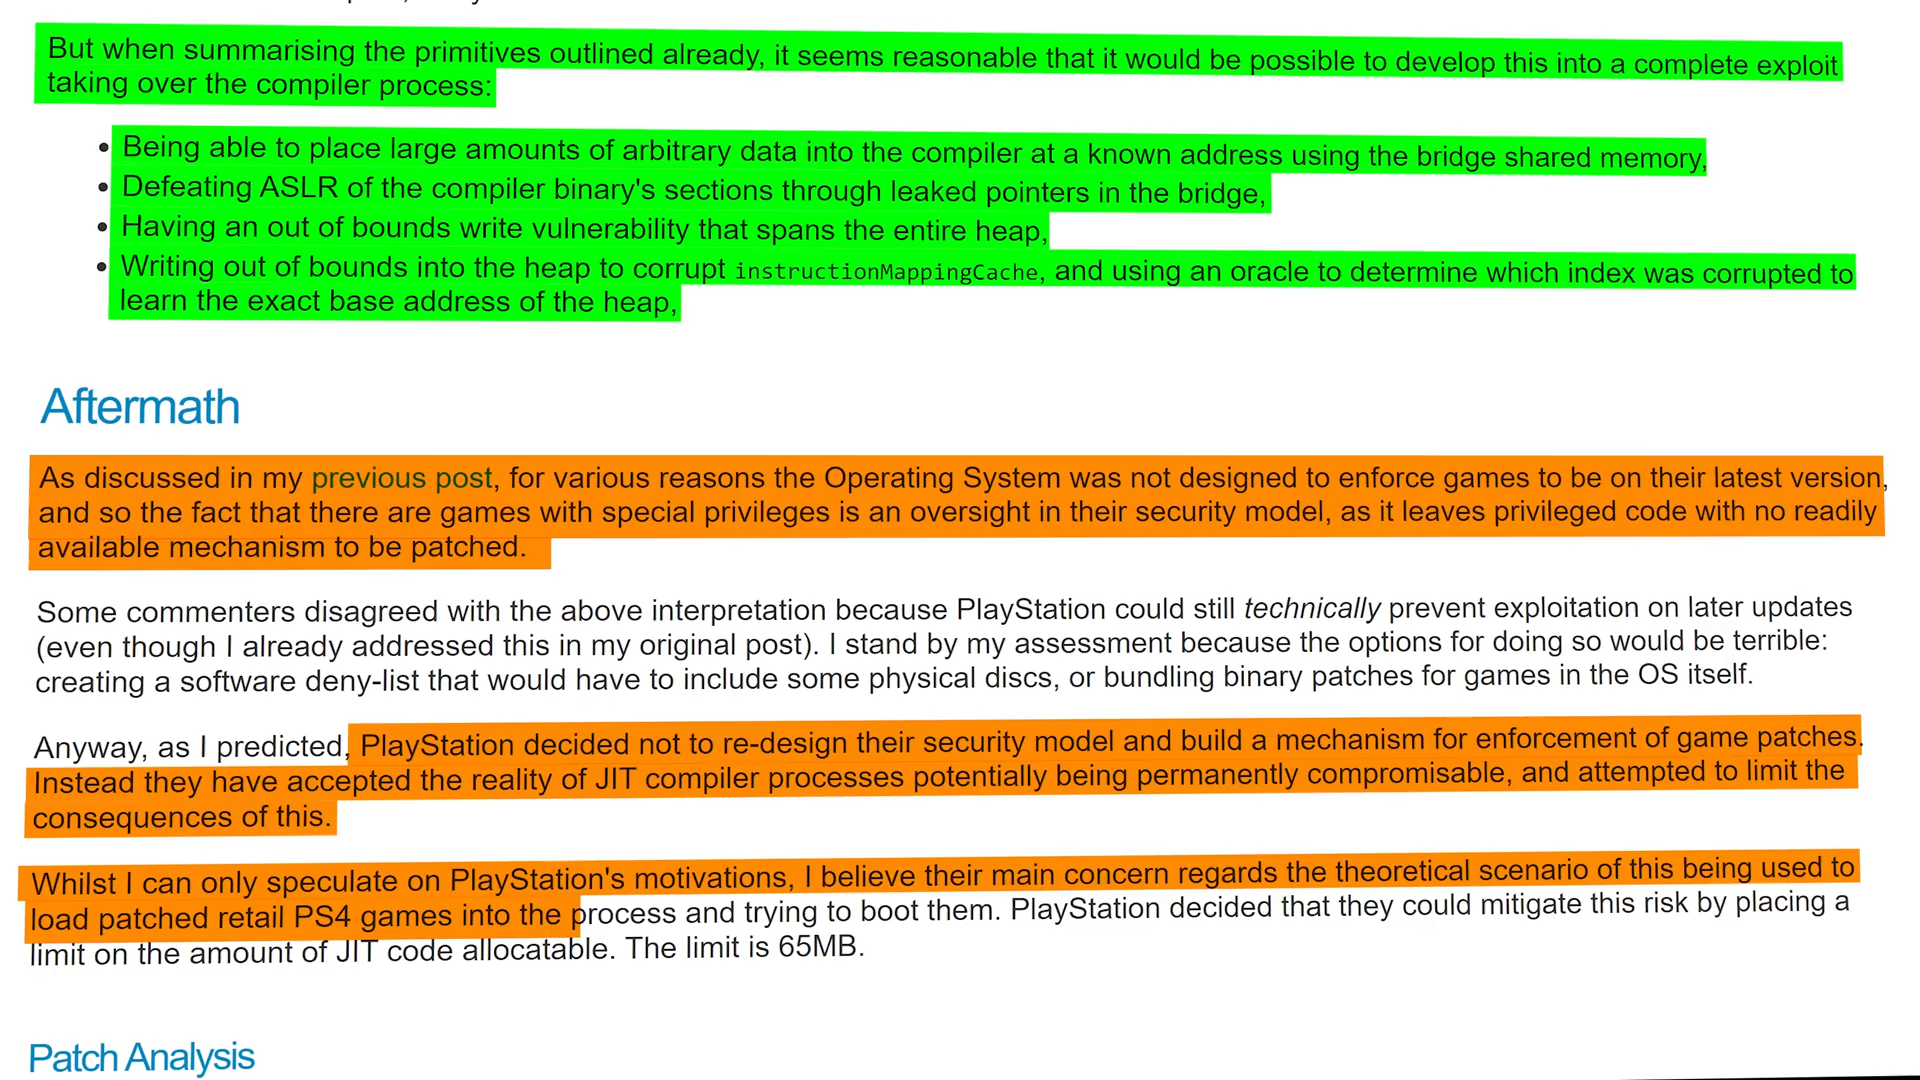 But when summarising the primitives outlined already, it seems reasonable that it would be possible to develop this into a complete exploit
taking over the compiler process:
• Being able to place large amounts of arbitrary data into the compiler at a known address using the bridge shared memory,
• Defeating ASLR of the compiler binary's sections through leaked pointers in the bridge,
• Having an out of bounds write vulnerability that spans the entire heap,
• Writing out of bounds into the heap to corrupt instructionMappingCache, and using an oracle to determine which index was corrupted to
learn the exact base address of the heap,
Aftermath
As discussed in my previous post, for various reasons the Operating System was not designed to enforce games to be on their latest version,
and so the fact that there are games with special privileges is an oversight in their security model, as it leaves privileged code with no readily
available mechanism to be patched.
Some commenters disagreed with the above interpretation because PlayStation could still technically prevent exploitation on later updates
(even though I already addressed this in my original post). I stand by my assessment because the options for doing so would be terrible:
creating a software deny-list that would have to include some physical discs, or bundling binary patches for games in the OS itself.
Anyway, as I predicted, PlayStation decided not to re-design their security model and build a mechanism for enforcement of game patches.
Instead they have accepted the reality of JIT compiler processes potentially being permanently compromisable, and attempted to limit the
consequences of this.
Whilst I can only speculate on PlayStation's motivations, I believe their main concern regards the theoretical scenario of this being used to
load patched retail PS4 games into the process and trying to boot them. PlayStation decided that they could mitigate this risk by placing a
limit on the amount of JIT code allocatable. The limit is 65MB.
Patch Analysis